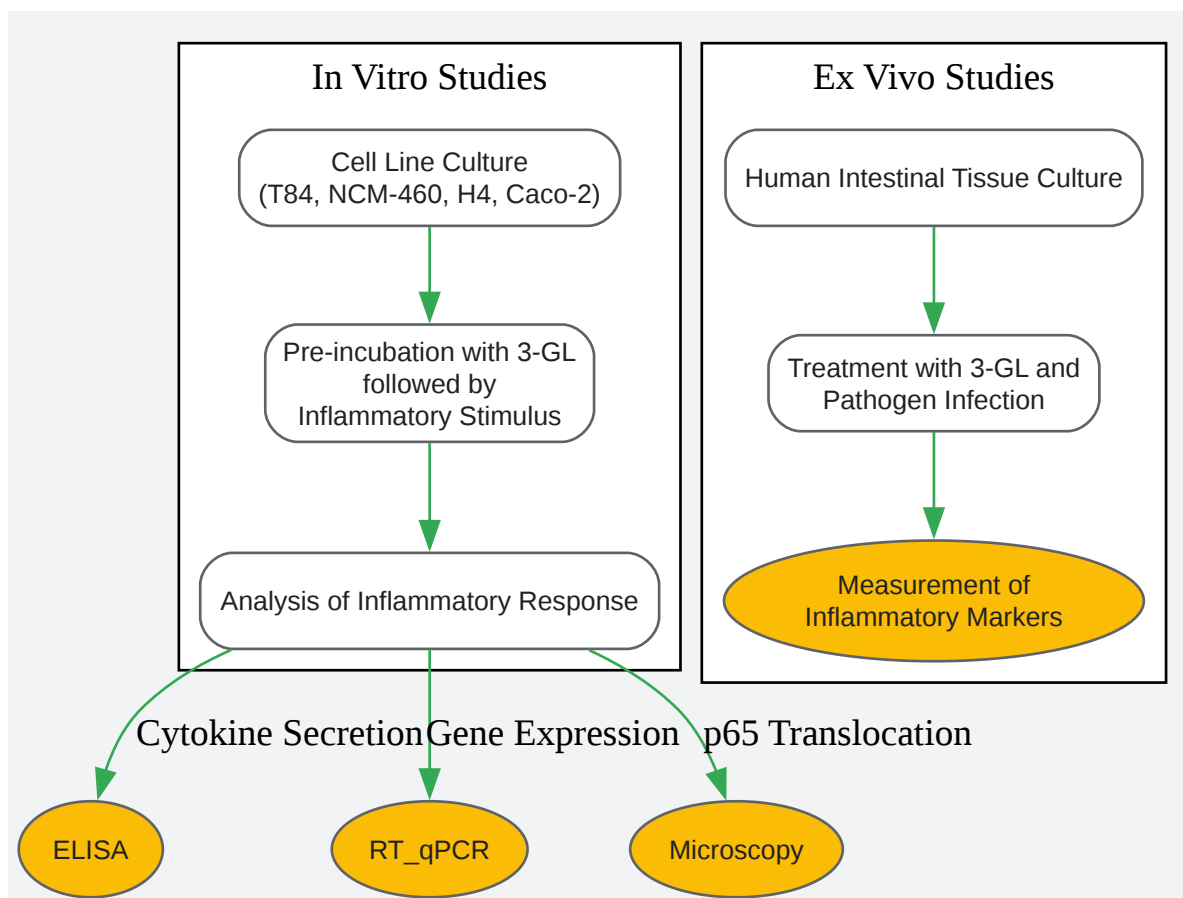 In Vitro Studies
Cell Line Culture
(T84, NCM-460, H4, Caco-2)
Pre-incubation with 3-GL
followed by
Inflammatory Stimulus
Analysis of Inflammatory Response
Cytokine Secretion
Gene Expression
p65 Translocation
ELISA
RT_qPCR
Microscopy
Ex Vivo Studies
Human Intestinal Tissue Culture
Treatment with 3-GL and
Pathogen Infection
Measurement of
Inflammatory Markers